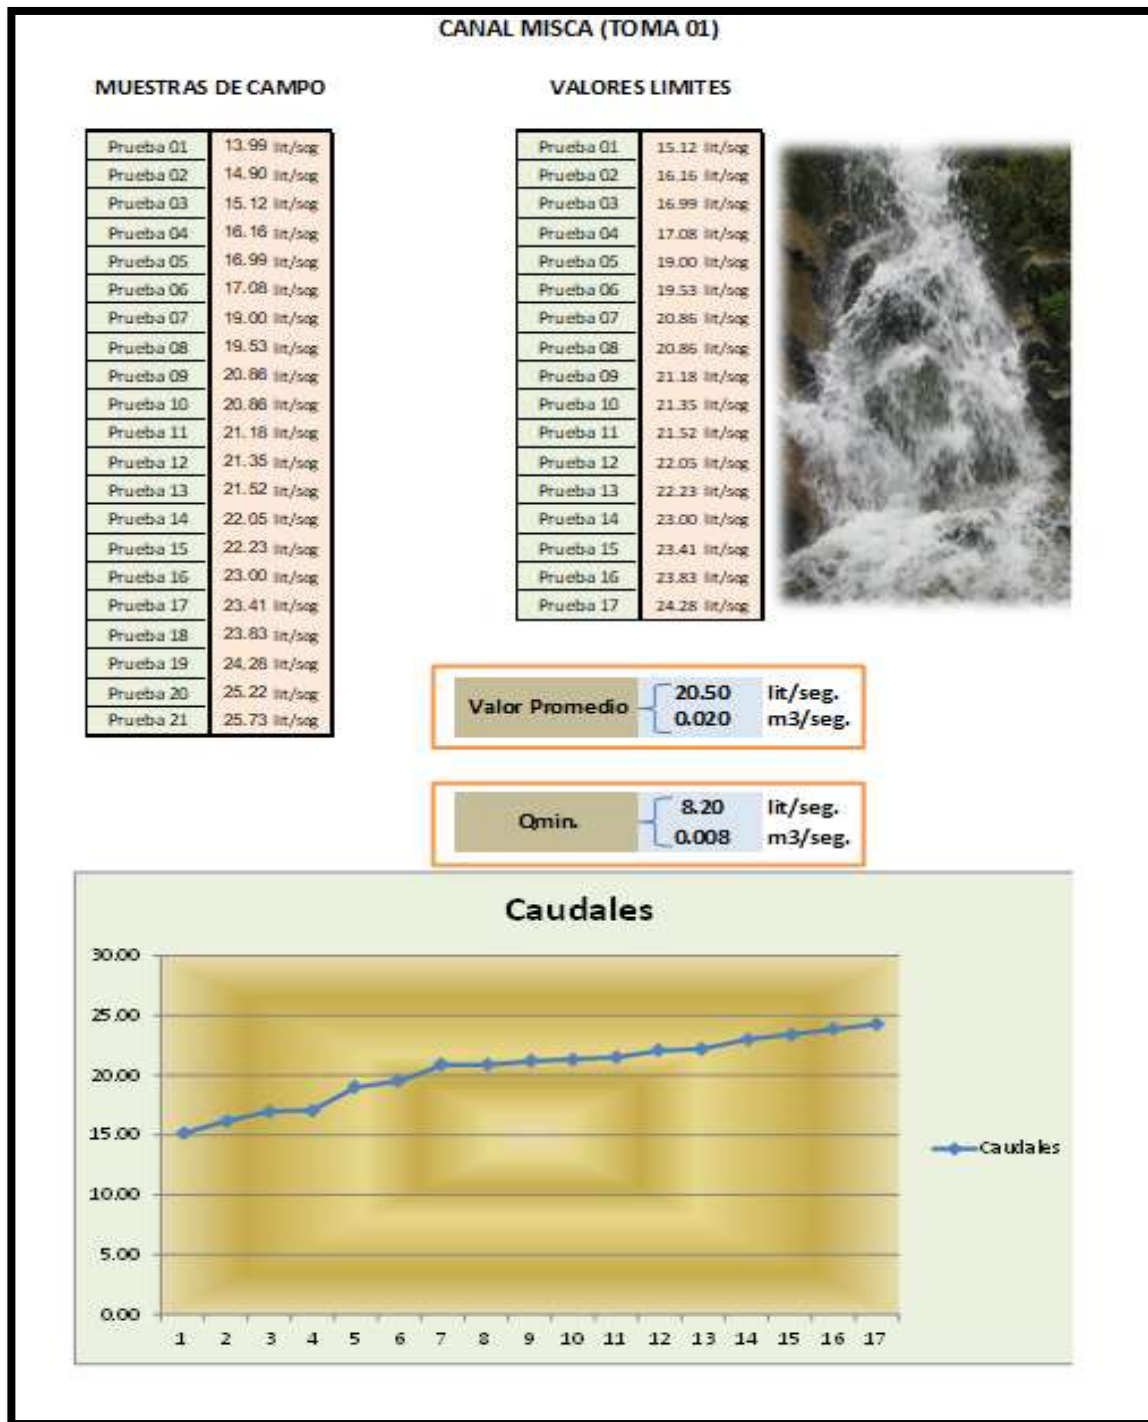 CANAL MISCA (TOMA 01)
MUESTRAS DE CAMPO
Prueba 01 13.99 lit/seg
Prueba 02 14.90 lit/seg
Prueba 03 15.12 lit/seg
Prueba 04 16.16 lit/seg
Prueba 05 16.99 lit/seg
Prueba 06 17.08 lit/seg
Prueba 07 19.00 lit/seg
Prueba 08 19.53 lit/seg
Prueba 09 20.86 lit/seg
Prueba 10 20.86 lit/seg
Prueba 11 21.18 lit/seg
Prueba 12 21.35 lit/seg
Prueba 13 21.52 lit/seg
Prueba 14 22.05 lit/seg
Prueba 15 22.23 lit/seg
Prueba 16 23.00 lit/seg
Prueba 17 23.41 lit/seg
Prueba 18 23.83 lit/seg
Prueba 19 24.28 lit/seg
Prueba 20 25.22 lit/seg
Prueba 21 25.73 lit/seg
VALORES LIMITES
Prueba 01 15.12 lit/seg
Prueba 02 16.16 lit/seg
Prueba 03 16.99 lit/seg
Prueba 04 17.08 lit/seg
Prueba 05 19.00 lit/seg
Prueba 06 19.53 lit/seg
Prueba 07 20.86 lit/seg
Prueba 08 20.86 lit/seg
Prueba 09 21.18 lit/seg
Prueba 10 21.35 lit/seg
Prueba 11 21.52 lit/seg
Prueba 12 22.05 lit/seg
Prueba 13 22.23 lit/seg
Prueba 14 23.00 lit/seg
Prueba 15 23.41 lit/seg
Prueba 16 23.83 lit/seg
Prueba 17 24.28 lit/seg
Valor Promedio
20.50 lit/seg.
0.020 m3/seg.
Qmin.
8.20 lit/seg.
0.008 m3/seg.
Caudales
30.00
25.00
20.00
15.00
10.00
5.00
0.00
1 2 3 4 5 6 7 8 9 10 11 12 13 14 15 16 17
Caudales